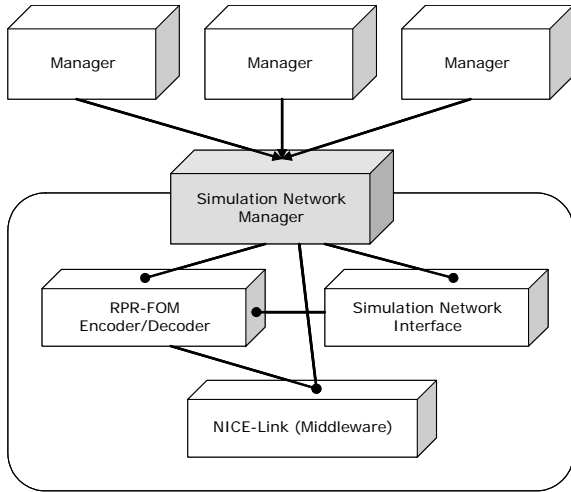 Manager
Manager
Manager
Simulation Network
Manager
RPR-FOM
Encoder/Decoder
Simulation Network
Interface
NICE-Link (Middleware)